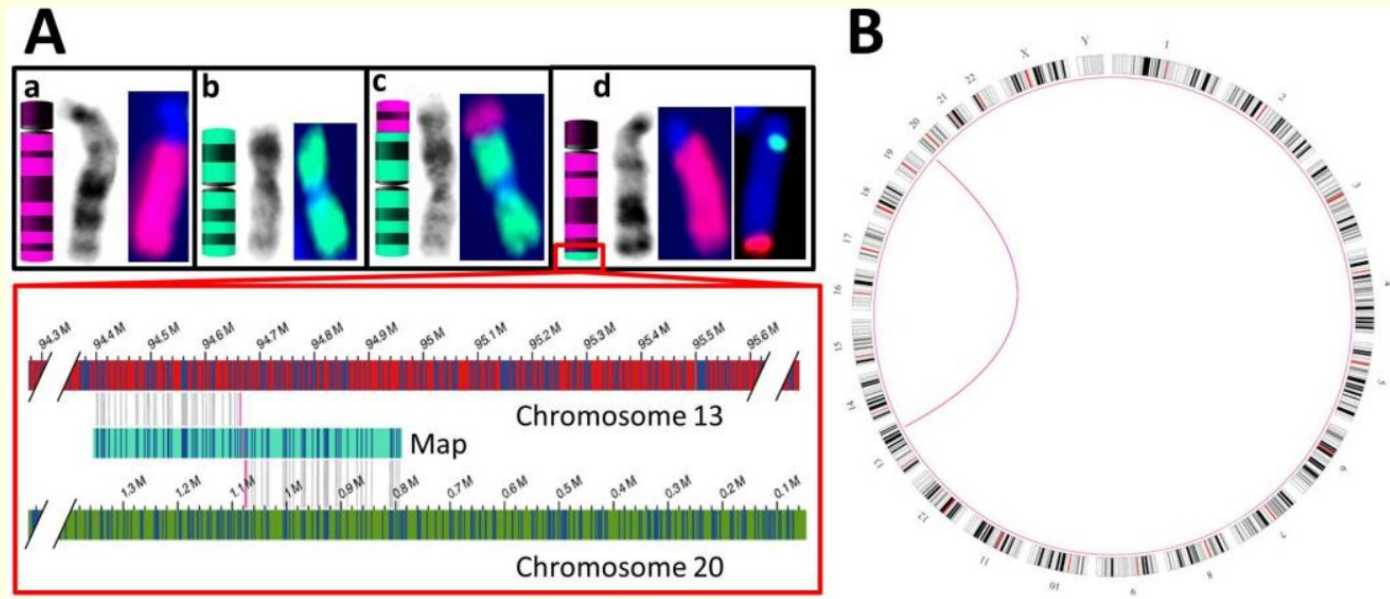 A
a
b
c
d
94.3 M
94.4 M
94.5 M
94.6 M
94.7 M
94.8 M
94.9 M
95 M
95.1 M
95.2 M
95.3 M
95.4 M
95.5 M
95.6 M
Chromosome 13
Map
1.3 M
1.2 M
1.1 M
1 M
0.9 M
0.8 M
0.7 M
0.6 M
0.5 M
0.4 M
0.3 M
0.2 M
0.1 M
Chromosome 20
B
1
2
3
4
5
6
7
8
9
10
11
12
13
14
15
16
17
18
19
20
21
22
X
Y